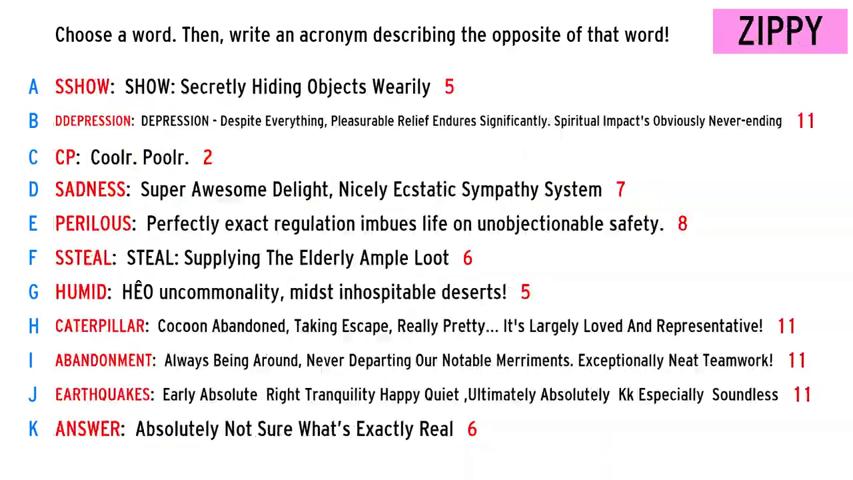 Choose a word. Then, write an acronym describing the opposite of that word!
ZIPPY
A SSHOW: SHOW: Secretly Hiding Objects Wearily 5
B DDEPRESSION: DEPRESSION - Despite Everything, Pleasurable Relief Endures Significantly. Spiritual Impact's Obviously Never-ending 11
C CP: Coolr. Poolr. 2
D SADNESS: Super Awesome Delight, Nicely Ecstatic Sympathy System 7
E PERILOUS: Perfectly exact regulation imbues life on unobjectionable safety. 8
F SSTEAL: STEAL: Supplying The Elderly Ample Loot 6
G HUMID: HÊO uncommonality, midst inhospitable deserts! 5
H CATERPILLAR: Cocoon Abandoned, Taking Escape, Really Pretty... It's Largely Loved And Representative! 11
I ABANDONMENT: Always Being Around, Never Departing Our Notable Merriments. Exceptionally Neat Teamwork! 11
J EARTHQUAKES: Early Absolute Right Tranquility Happy Quiet ,Ultimately Absolutely Kk Especially Soundless 11
K ANSWER: Absolutely Not Sure What's Exactly Real 6